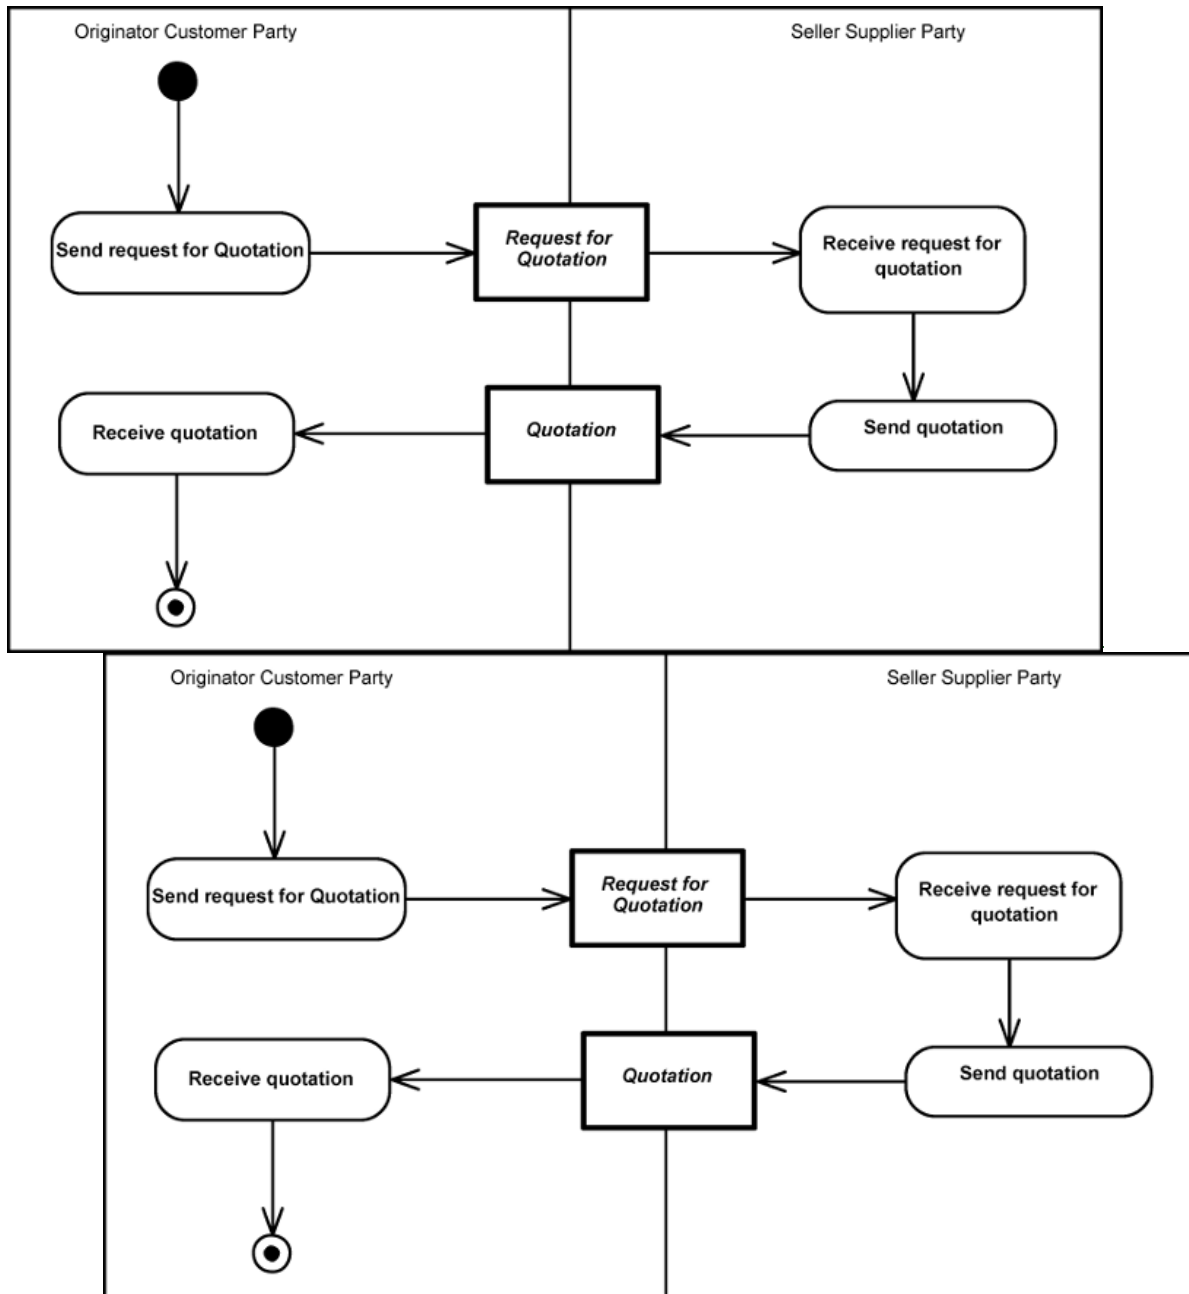 Originator Customer Party
Seller Supplier Party
Send request for Quotation
Request for
Quotation
Receive request for
quotation
Receive quotation
Quotation
Send quotation
Originator Customer Party
Seller Supplier Party
Send request for Quotation
Request for
Quotation
Receive request for
quotation
Receive quotation
Quotation
Send quotation